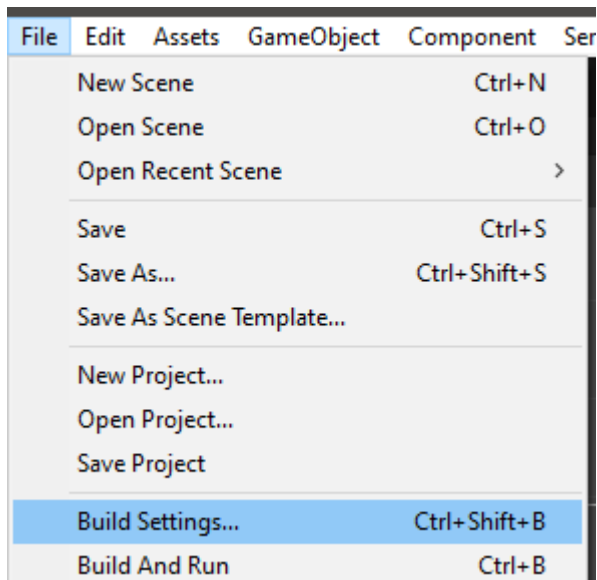 File Edit Assets GameObject Component Ser
New Scene Ctrl+N
Open Scene Ctrl+O
Open Recent Scene >
Save Ctrl+S
Save As... Ctrl+Shift+S
Save As Scene Template...
New Project...
Open Project...
Save Project
Build Settings... Ctrl+Shift+B
Build And Run Ctrl+B